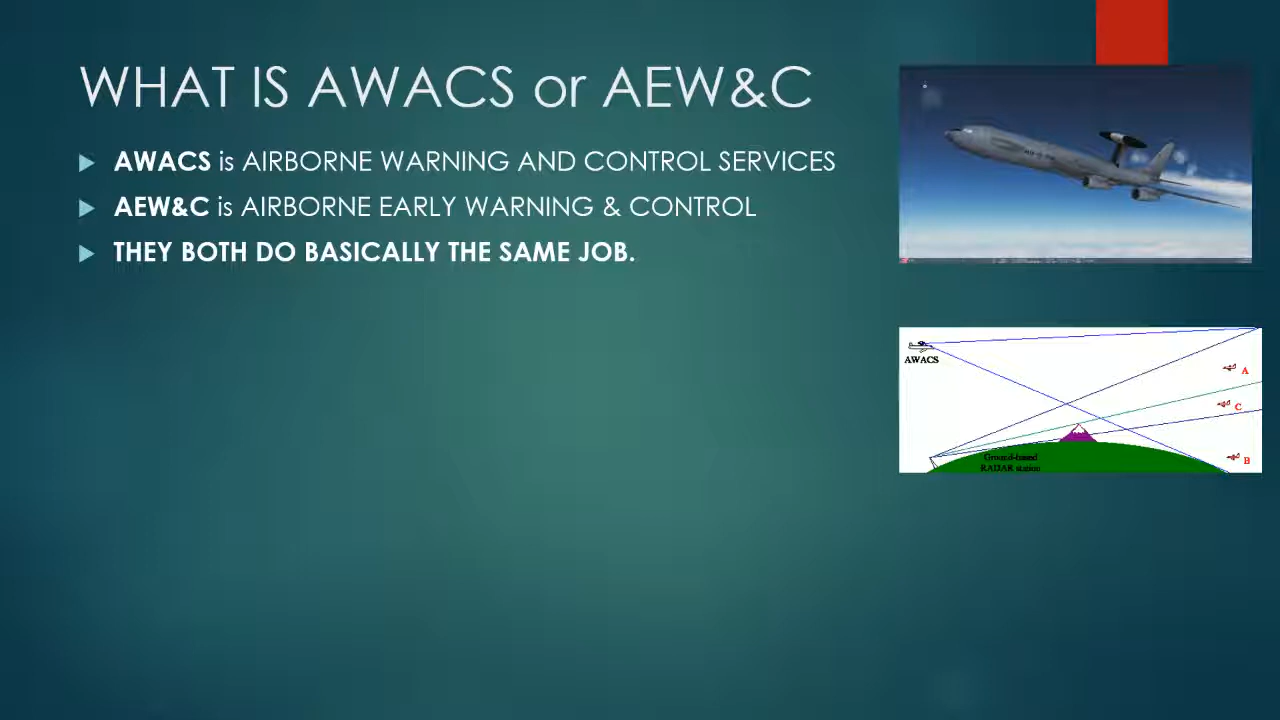 WHAT IS AWACS or AEW&C
AWACS is AIRBORNE WARNING AND CONTROL SERVICES
AEW&C is AIRBORNE EARLY WARNING & CONTROL
THEY BOTH DO BASICALLY THE SAME JOB.
AWACS
A
C
B
Ground-based
RADAR station